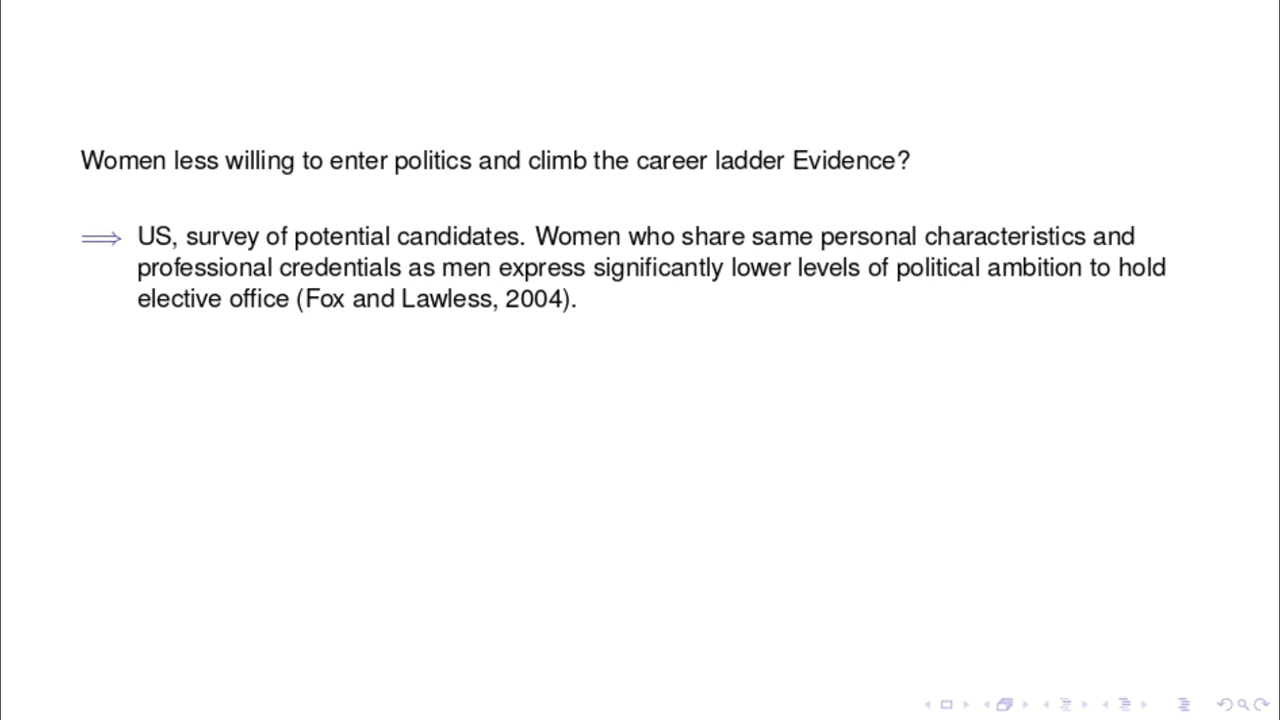 Women less willing to enter politics and climb the career ladder Evidence?
⟹ US, survey of potential candidates. Women who share same personal characteristics and
professional credentials as men express significantly lower levels of political ambition to hold
elective office (Fox and Lawless, 2004).